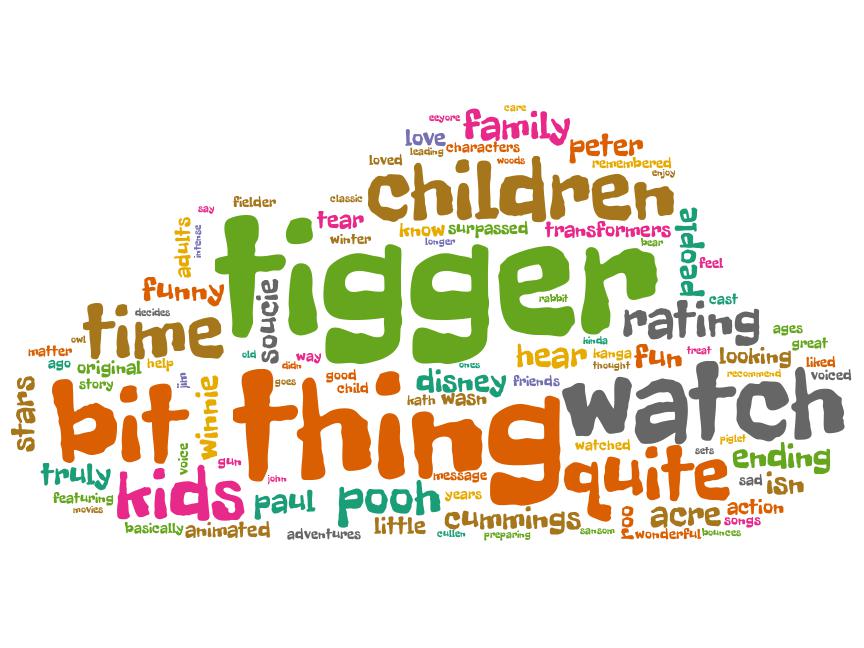 care
eeyore
family
love
characters
peter
leading
loved
woods
remembered
enjoy
children
classic
fielder
say
tear
know
surpassed
transformers
people
winter
longer
bear
adults
intense
tigger
feel
funny
soucie
rabbit
cast
rating
time
decides
owl
kinda
ages
great
matter
ago
original
help
old
way
didn
hear
kanga
fun
treat
looking
liked
story
jim
goes
good
child
ones
disney
friends
thought
recommend
voiced
stars
bit
winnie
thing
kath
wasn
watch
voice
watched
sets
piglet
ending
truly
gun
john
message
quite
sad
isn
featuring
movies
kids
paul
pooh
years
roo
acre
action
songs
basically
animated
adventures
little
cummings
cullen
preparing
sansom
wonderful
bounces